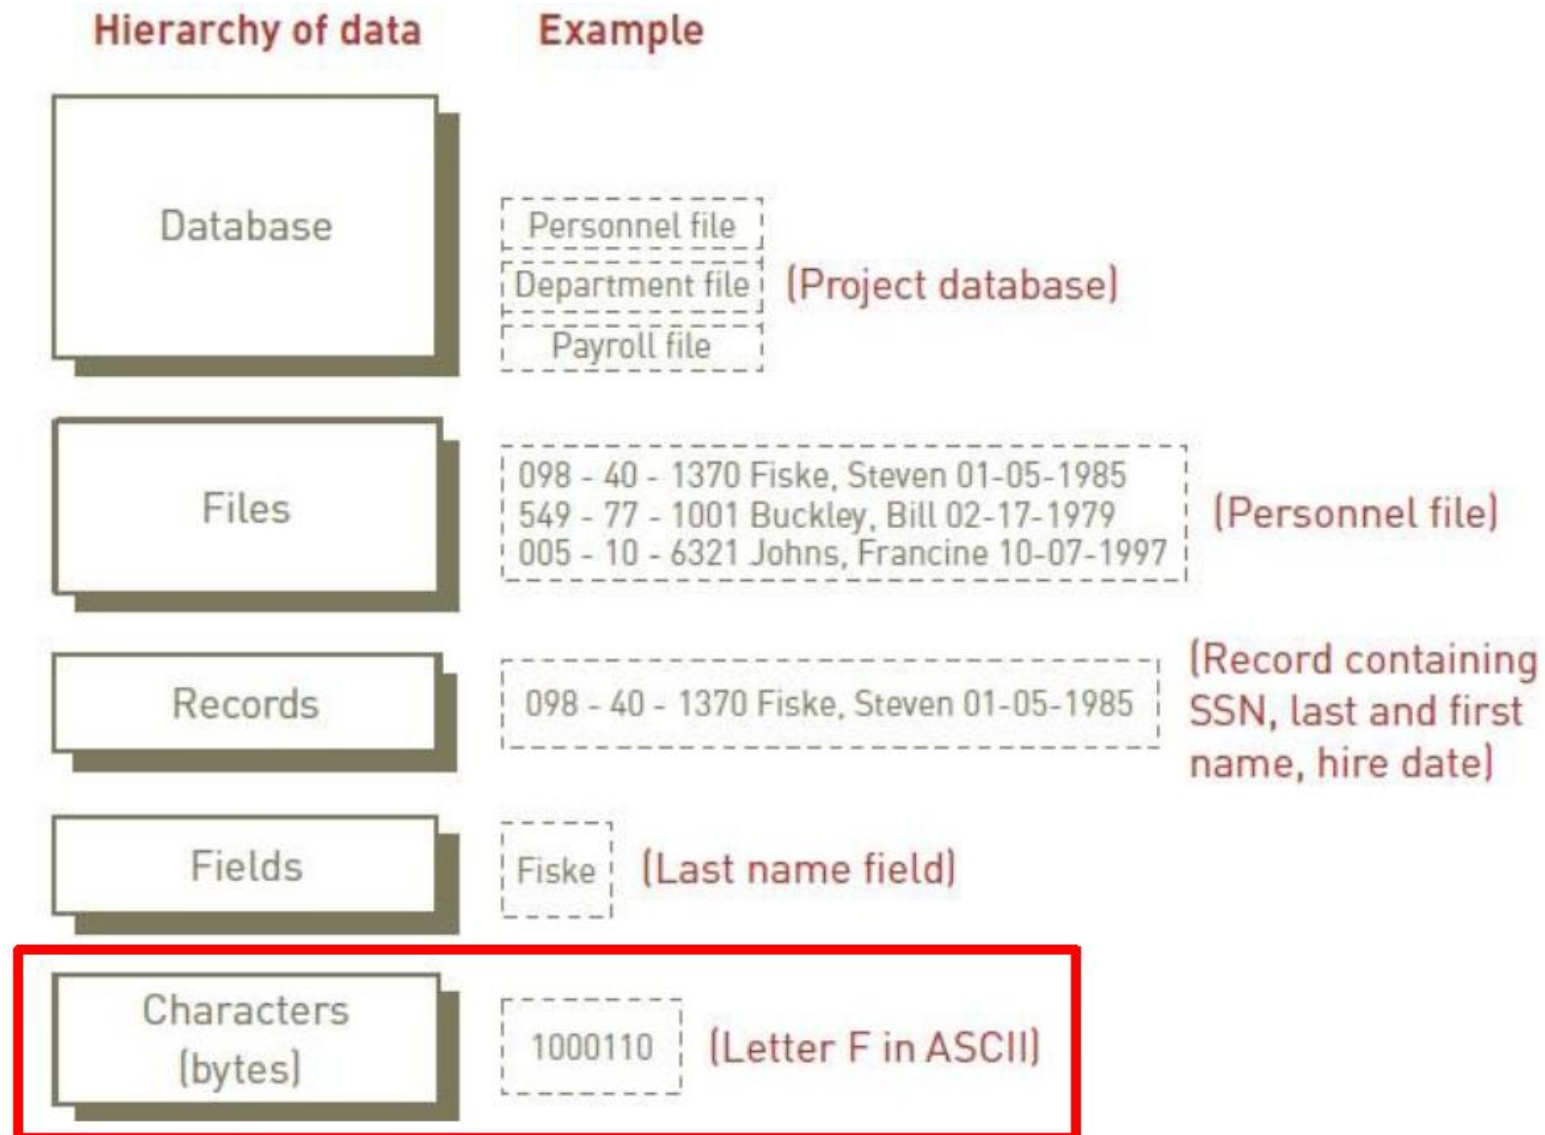 Hierarchy of data Example
Database
Personnel file
Department file
Payroll file
(Project database)
Files
098 - 40 - 1370 Fiske, Steven 01-05-1985
549 - 77 - 1001 Buckley, Bill 02-17-1979
005 - 10 - 6321 Johns, Francine 10-07-1997
(Personnel file)
Records
098 - 40 - 1370 Fiske, Steven 01-05-1985
(Record containing
SSN, last and first
name, hire date)
Fields
Fiske
(Last name field)
Characters
(bytes)
1000110
(Letter F in ASCII)